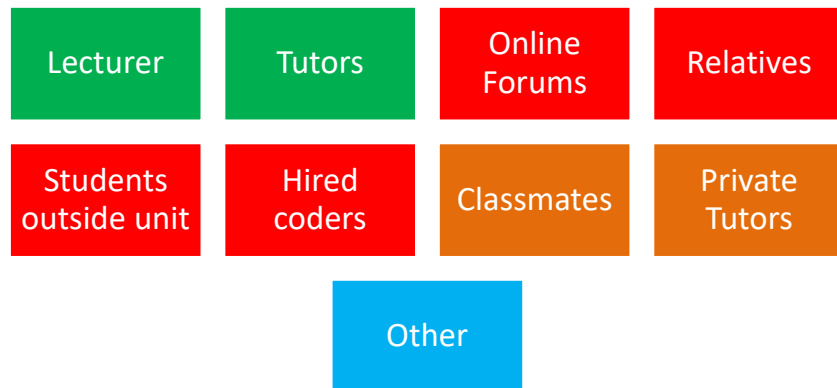 Lecturer
Tutors
Online
Forums
Relatives
Students
outside unit
Hired
coders
Classmates
Private
Tutors
Other